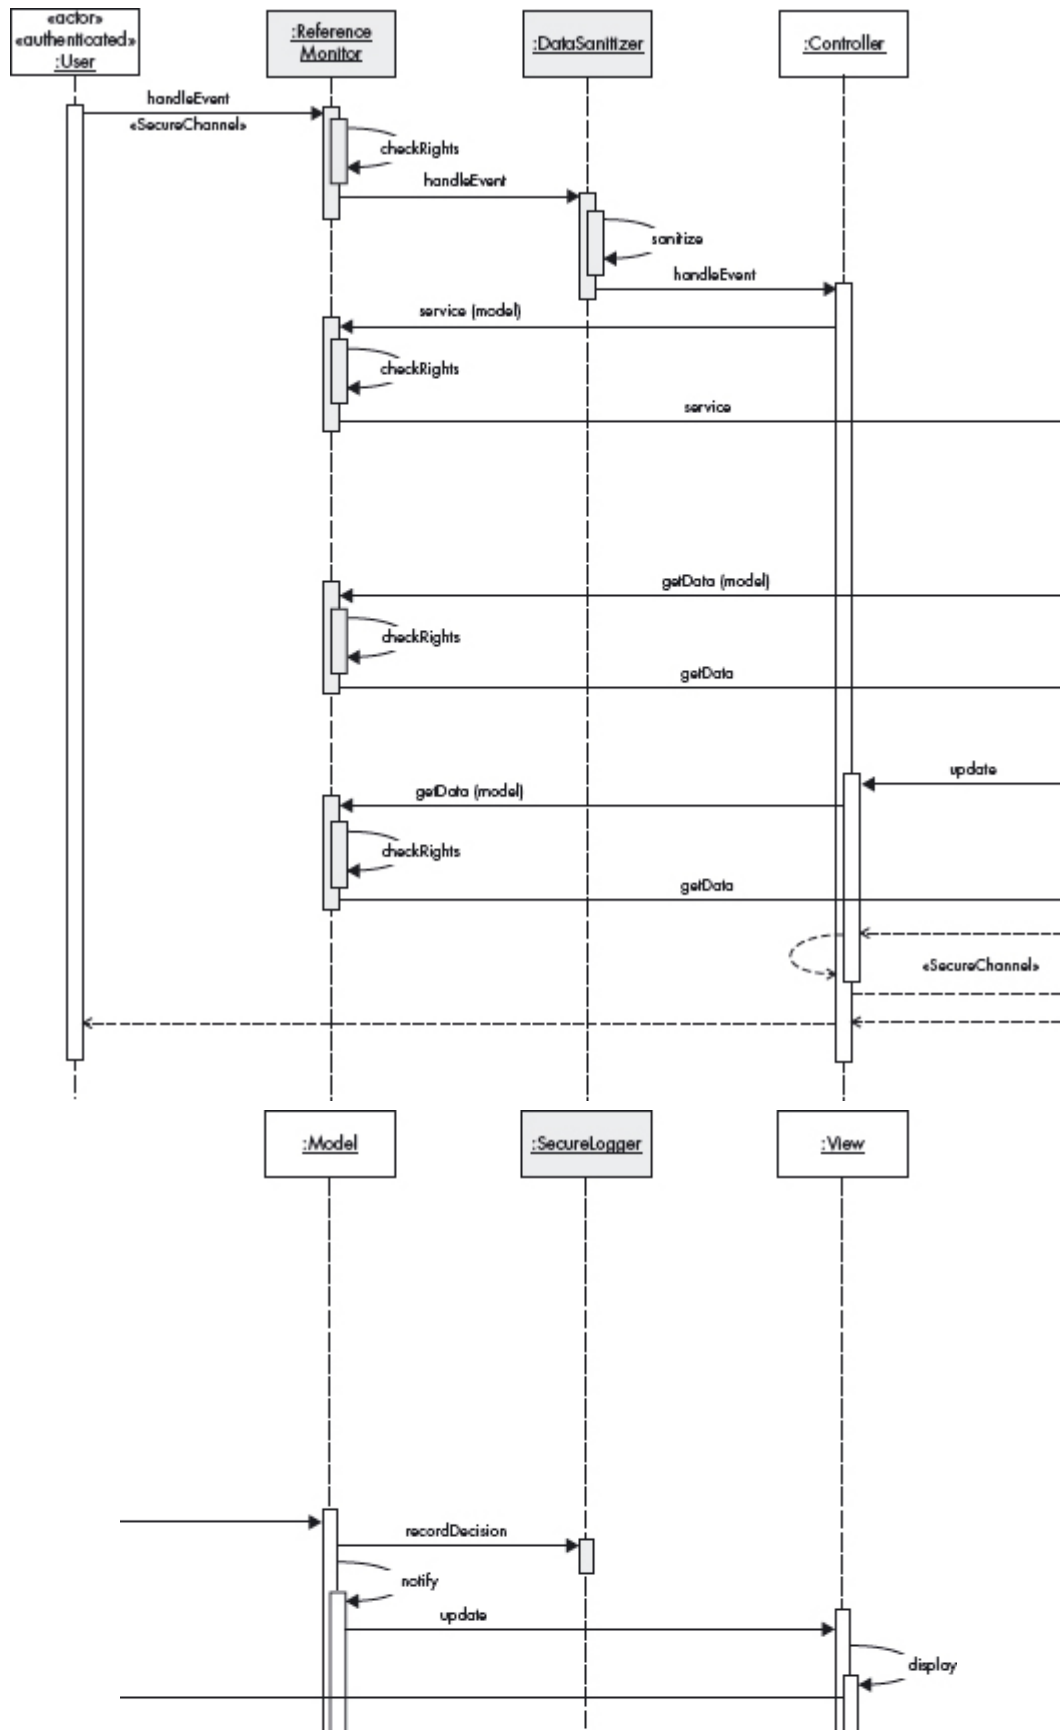 «actor»
«authenticated»
:User
:Reference
Monitor
:DataSanitizer
:Controller
handleEvent
«SecureChannel»
checkRights
handleEvent
sanitize
handleEvent
service (model)
checkRights
service
getData (model)
checkRights
getData
update
getData (model)
checkRights
getData
«SecureChannel»
:Model
:SecureLogger
:View
recordDecision
notify
update
display